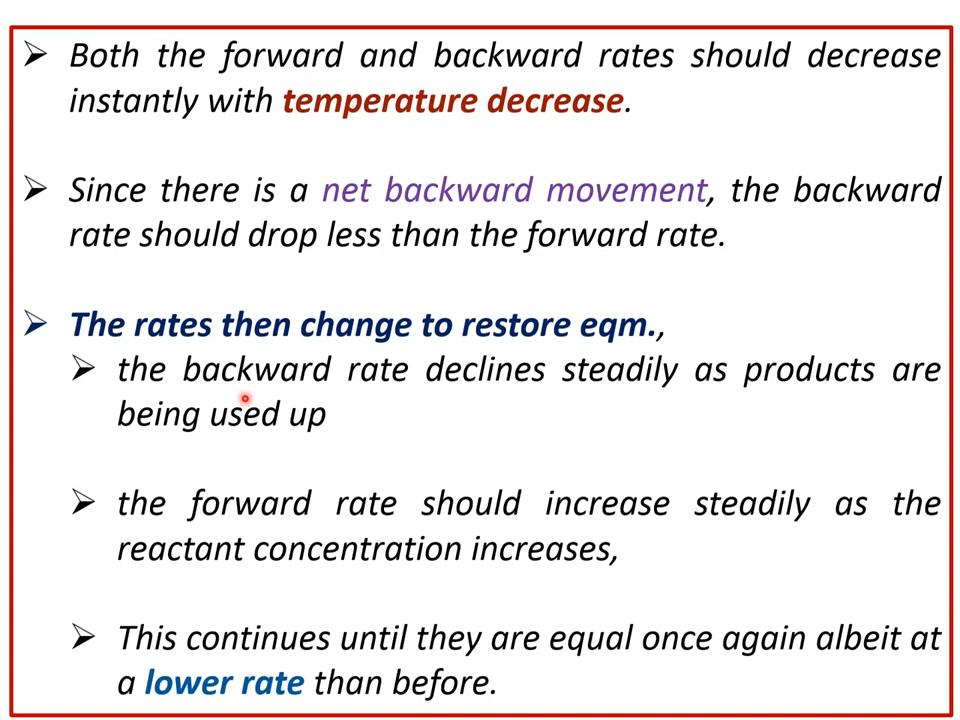 ➢ Both the forward and backward rates should decrease
instantly with temperature decrease.
➢ Since there is a net backward movement, the backward
rate should drop less than the forward rate.
➢ The rates then change to restore eqm.,
➢ the backward rate declines steadily as products are
being used up
➢ the forward rate should increase steadily as the
reactant concentration increases,
➢ This continues until they are equal once again albeit at
a lower rate than before.